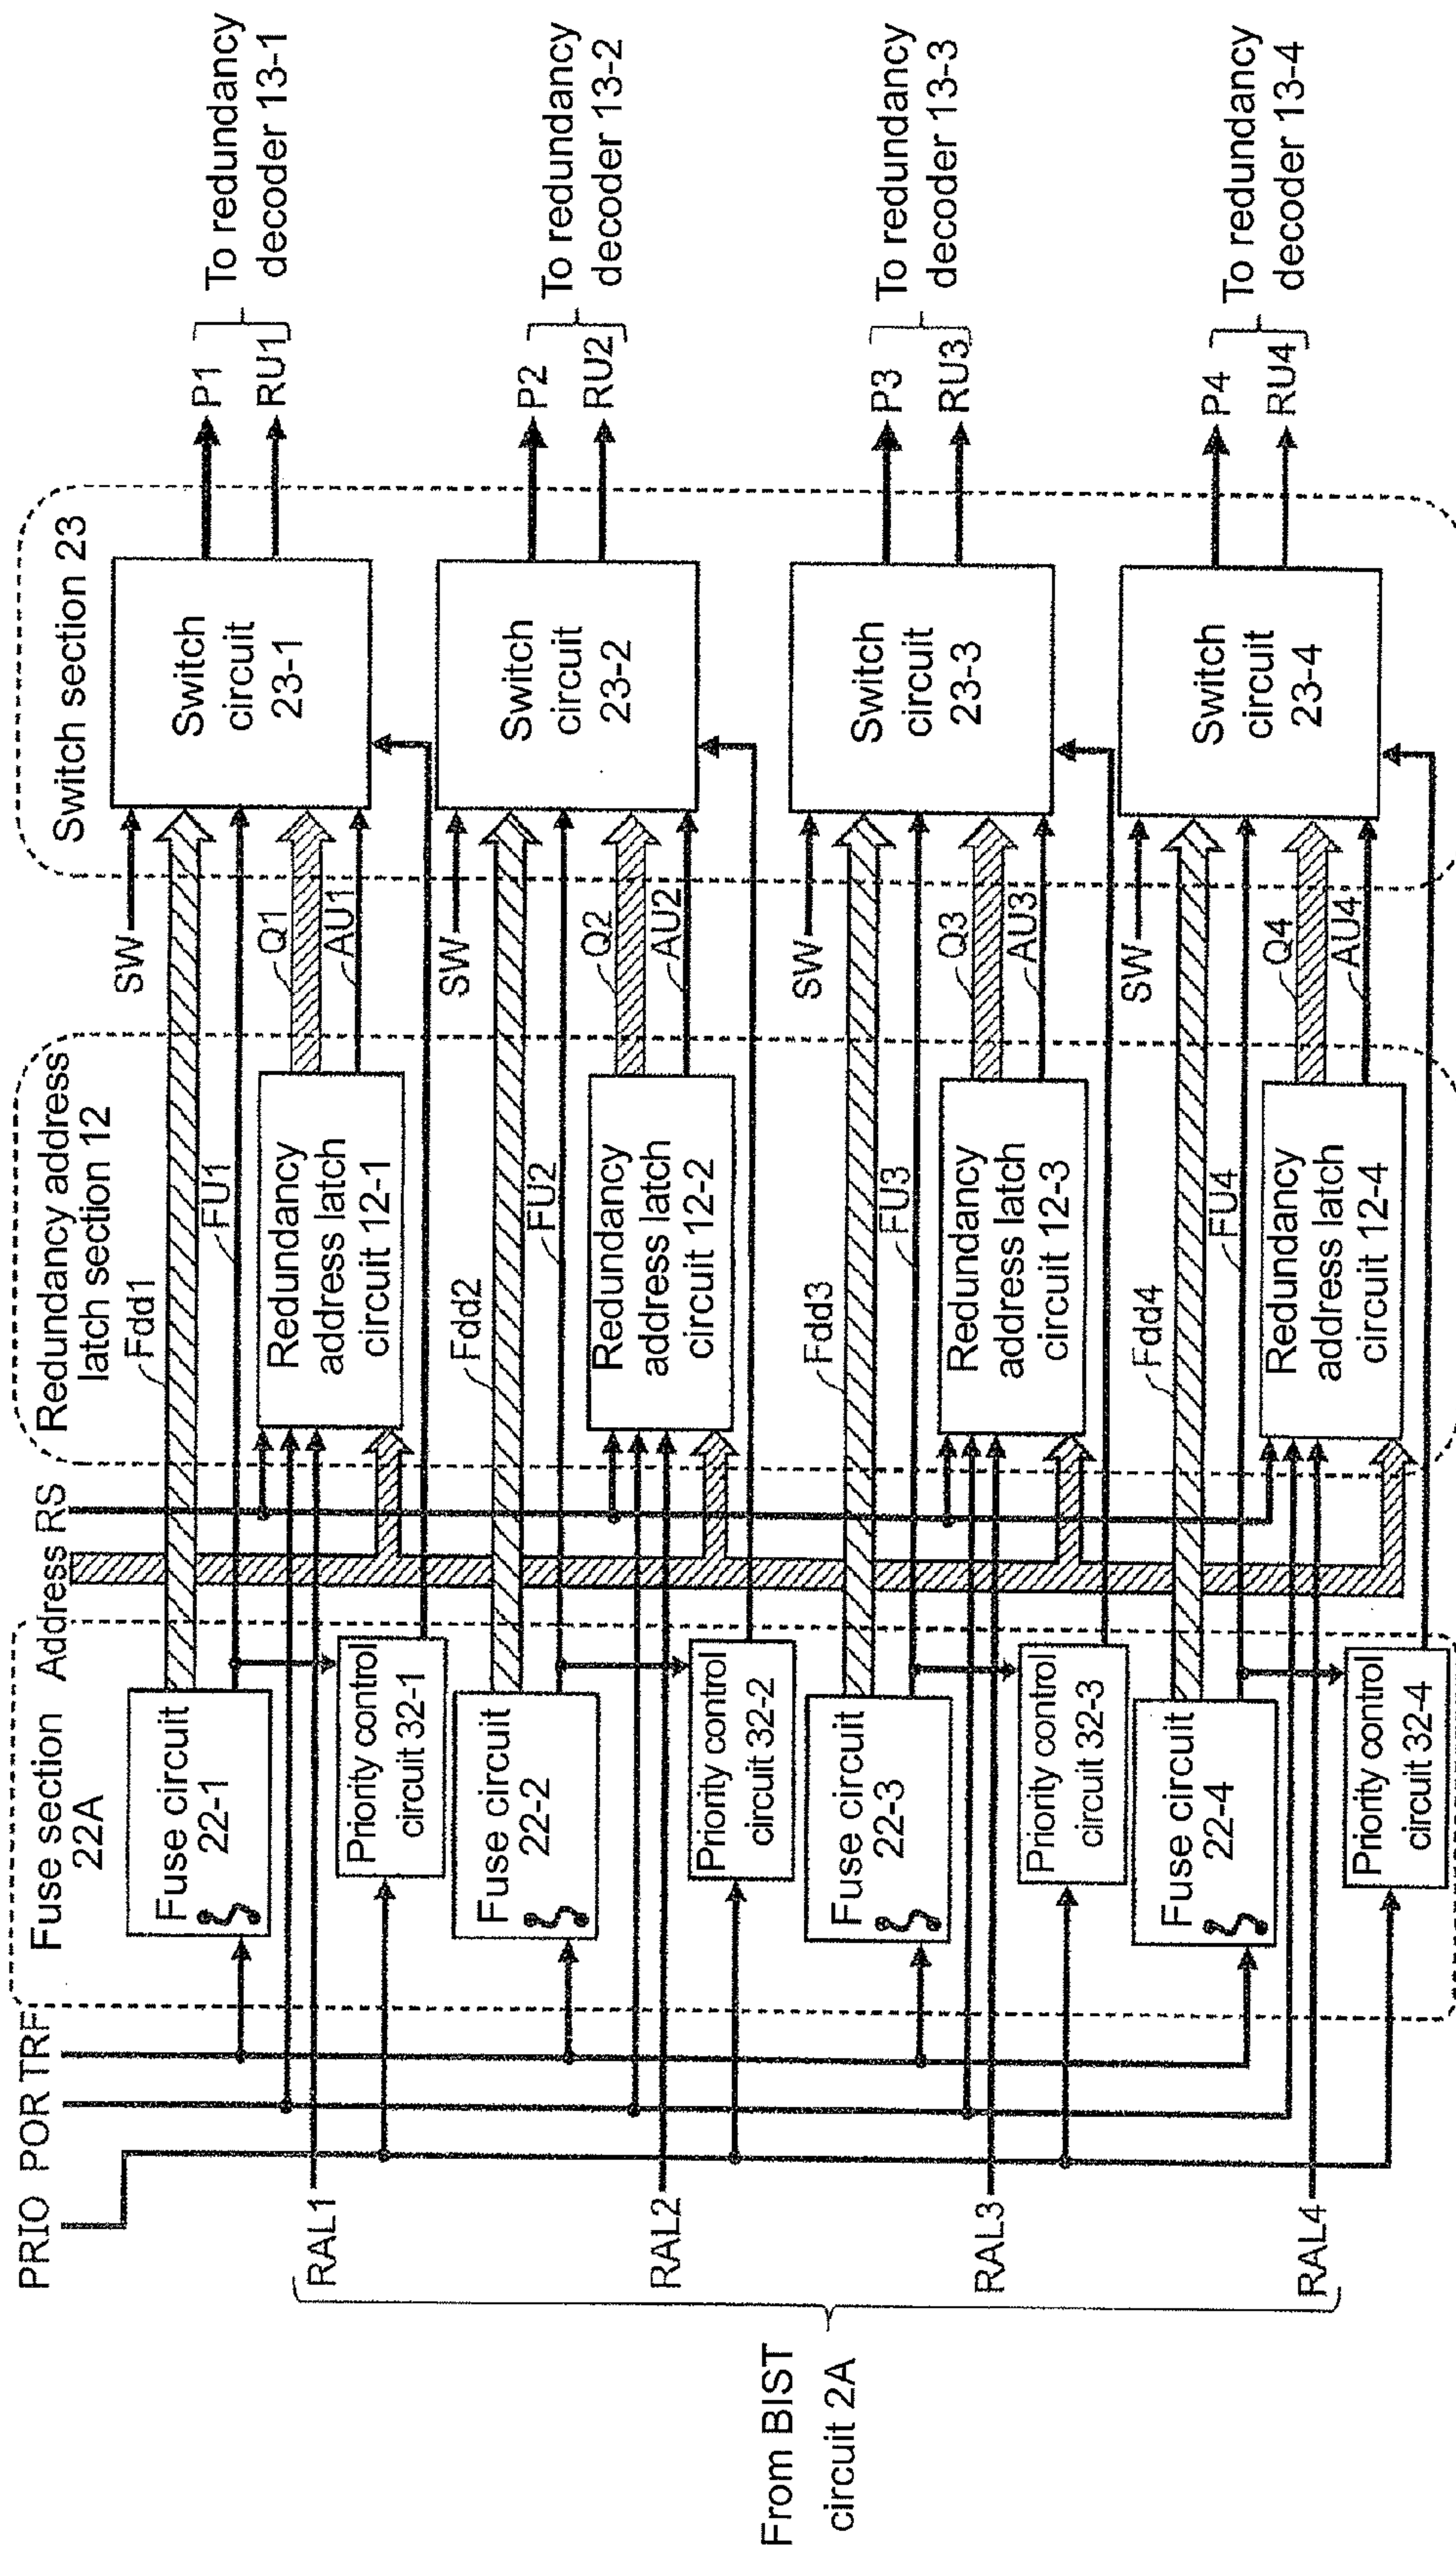 PRIO POR TRF
Fuse section
22A
Address RS
Redundancy address
latch section 12
Switch section 23
Fuse circuit
22-1
Priority control
circuit 32-1
Fdd1
FU1
Redundancy
address latch
circuit 12-1
SW
Q1
AU1
Switch
circuit
23-1
P1
RU1
To redundancy
decoder 13-1
RAL1
Fuse circuit
22-2
Priority control
circuit 32-2
Fdd2
FU2
Redundancy
address latch
circuit 12-2
SW
Q2
AU2
Switch
circuit
23-2
P2
RU2
To redundancy
decoder 13-2
RAL2
Fuse circuit
22-3
Priority control
circuit 32-3
Fdd3
FU3
Redundancy
address latch
circuit 12-3
SW
Q3
AU3
Switch
circuit
23-3
P3
RU3
To redundancy
decoder 13-3
RAL3
Fuse circuit
22-4
Priority control
circuit 32-4
Fdd4
FU4
Redundancy
address latch
circuit 12-4
SW
Q4
AU4
Switch
circuit
23-4
P4
RU4
To redundancy
decoder 13-4
RAL4
From BIST
circuit 2A